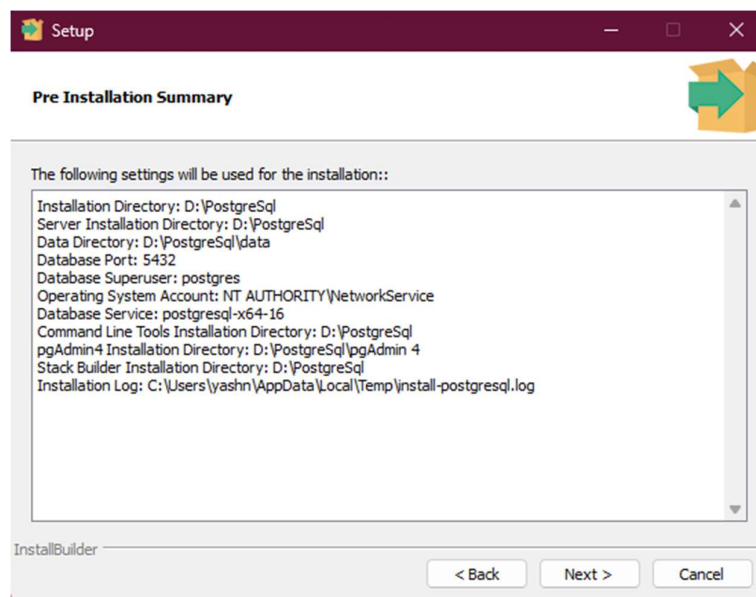 Setup
Pre Installation Summary
The following settings will be used for the installation::
Installation Directory: D:\PostgreSql
Server Installation Directory: D:\PostgreSql
Data Directory: D:\PostgreSql\data
Database Port: 5432
Database Superuser: postgres
Operating System Account: NT AUTHORITY\NetworkService
Database Service: postgresql-x64-16
Command Line Tools Installation Directory: D:\PostgreSql
pgAdmin4 Installation Directory: D:\PostgreSql\pgAdmin 4
Stack Builder Installation Directory: D:\PostgreSql
Installation Log: C:\Users\yashn\AppData\Local\Temp\install-postgresql.log
InstallBuilder
< Back Next > Cancel